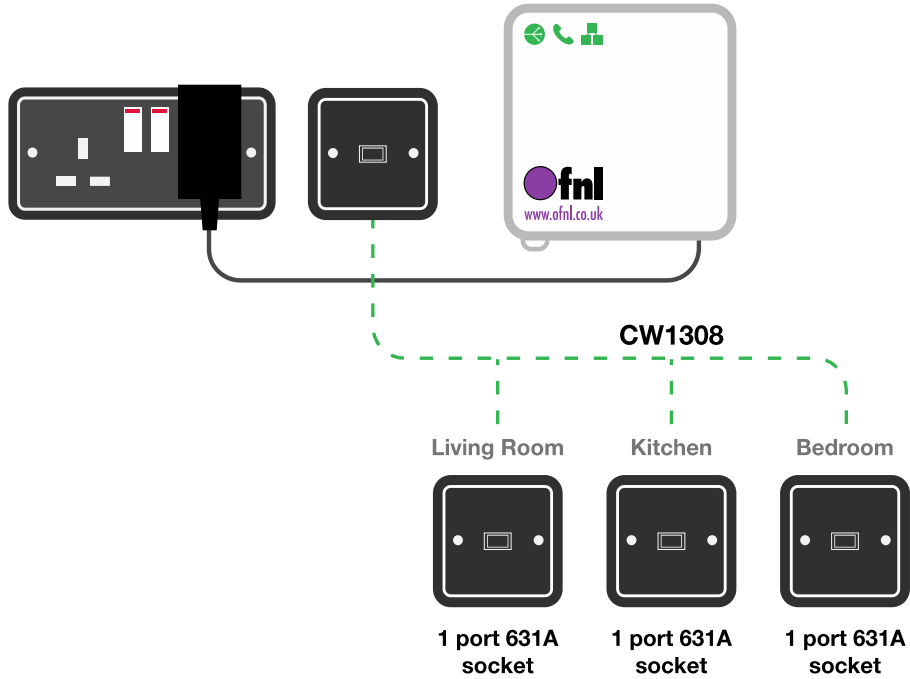 Ofnl
www.ofnl.co.uk
CW1308
Living Room
Kitchen
Bedroom
1 port 631A
socket
1 port 631A
socket
1 port 631A
socket